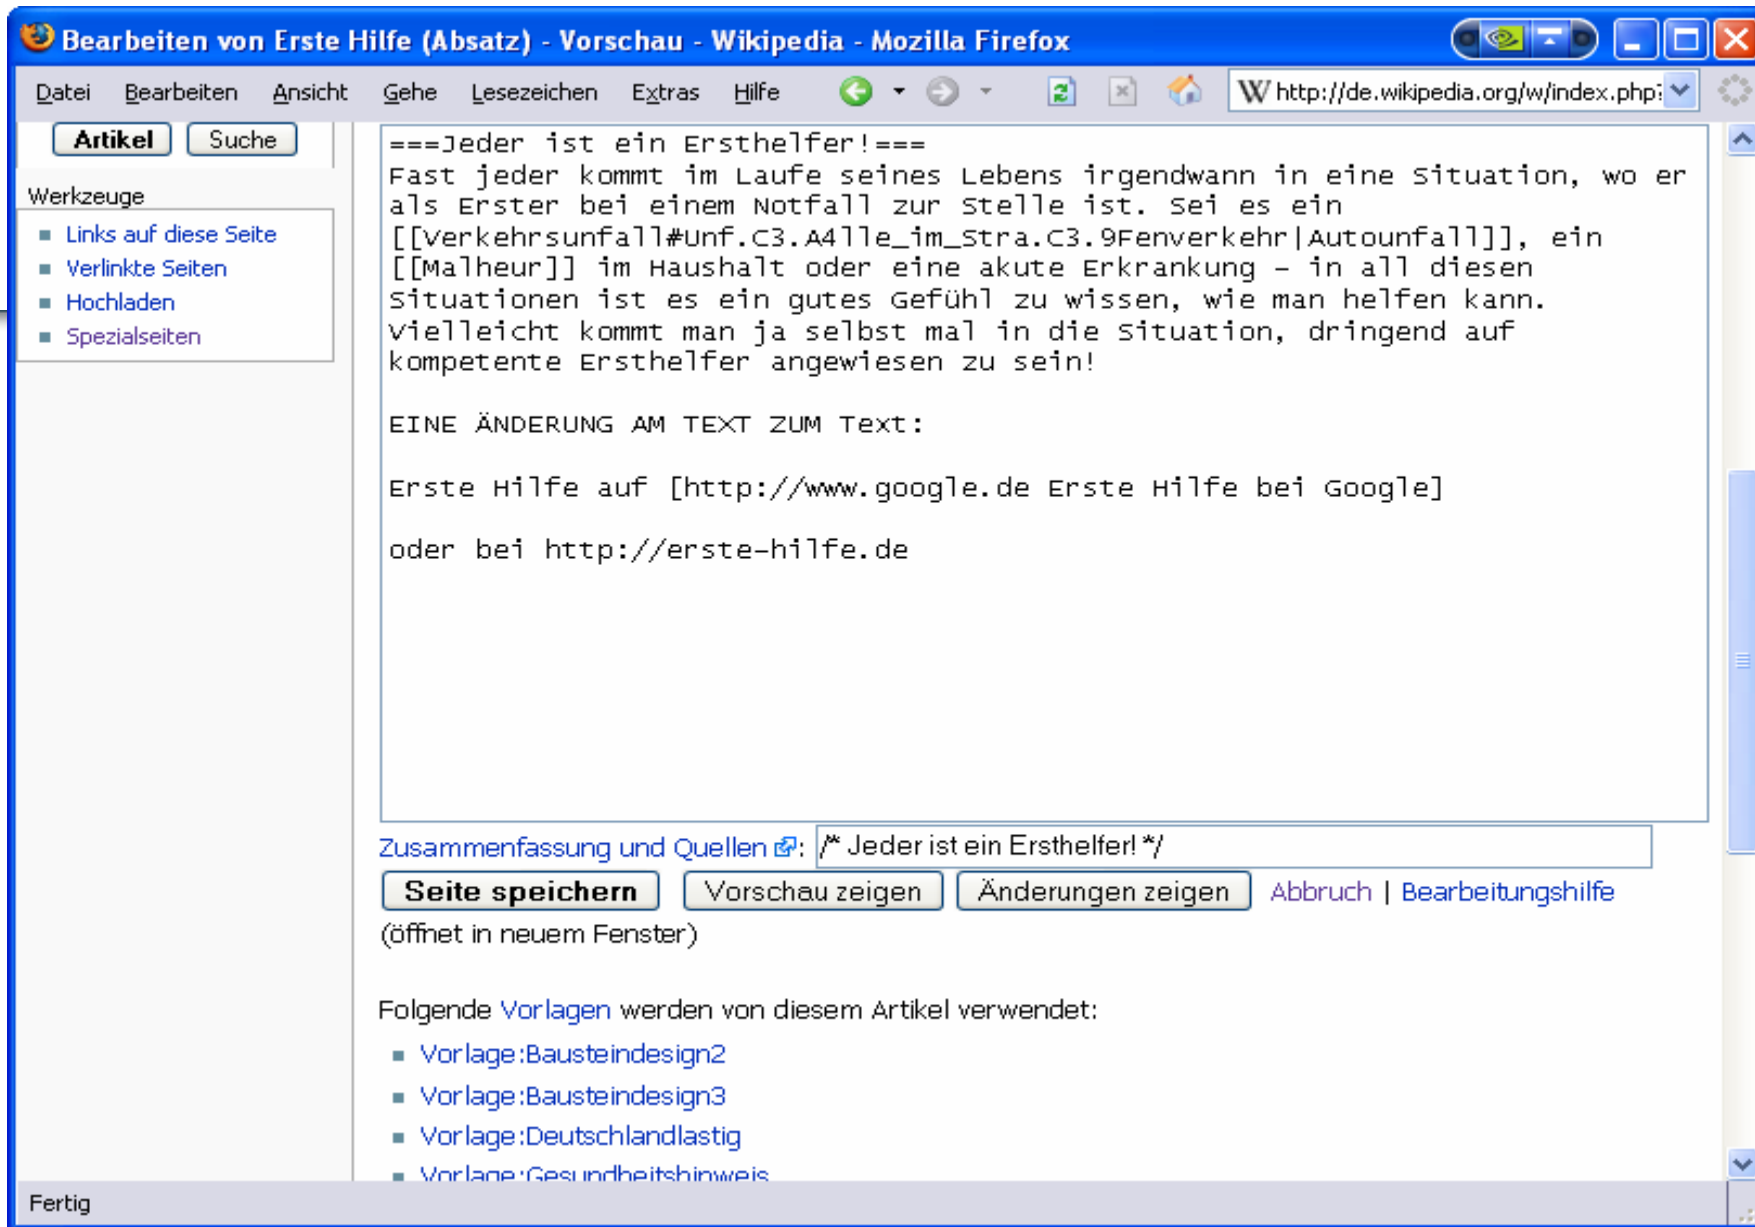 Bearbeiten von Erste Hilfe (Absatz) - Vorschau - Wikipedia - Mozilla Firefox
Datei Bearbeiten Ansicht Gehe Lesezeichen Extras Hilfe http://de.wikipedia.org/w/index.php?
Artikel Suche
Werkzeuge
Links auf diese Seite
Verlinkte Seiten
Hochladen
Spezialseiten
===Jeder ist ein Ersthelfer!===
Fast jeder kommt im Laufe seines Lebens irgendwann in eine Situation, wo er
als Erster bei einem Notfall zur Stelle ist. Sei es ein
[[Verkehrsunfall#Unf.C3.A4lle_im_Stra.C3.9Fenverkehr|Autounfall]], ein
[[Malheur]] im Haushalt oder eine akute Erkrankung – in all diesen
Situationen ist es ein gutes Gefühl zu wissen, wie man helfen kann.
Vielleicht kommt man ja selbst mal in die Situation, dringend auf
kompetente Ersthelfer angewiesen zu sein!
EINE ÄNDERUNG AM TEXT ZUM Text:
Erste Hilfe auf [http://www.google.de Erste Hilfe bei Google]
oder bei http://erste-hilfe.de
Zusammenfassung und Quellen: /* Jeder ist ein Ersthelfer! */
Seite speichern Vorschau zeigen Änderungen zeigen Abbruch | Bearbeitungshilfe
(öffnet in neuem Fenster)
Folgende Vorlagen werden von diesem Artikel verwendet:
Vorlage:Bausteindesign2
Vorlage:Bausteindesign3
Vorlage:Deutschlandlastig
Vorlage:Gesundheitshinweis
Fertig